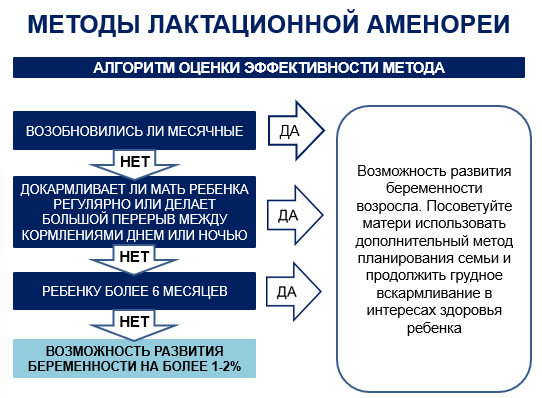 МЕТОДЫ ЛАКТАЦИОННОЙ АМЕНОРЕИ
АЛГОРИТМ ОЦЕНКИ ЭФФЕКТИВНОСТИ МЕТОДА
ВОЗОБНОВИЛИСЬ ЛИ МЕСЯЧНЫЕ
ДА
НЕТ
ДОКАРМЛИВАЕТ ЛИ МАТЬ РЕБЕНКА
РЕГУЛЯРНО ИЛИ ДЕЛАЕТ
БОЛЬШОЙ ПЕРЕРЫВ МЕЖДУ
КОРМЛЕНИЯМИ ДНЕМ ИЛИ НОЧЬЮ
ДА
НЕТ
РЕБЕНКУ БОЛЕЕ 6 МЕСЯЦЕВ
ДА
НЕТ
ВОЗМОЖНОСТЬ РАЗВИТИЯ
БЕРЕМЕННОСТИ НА БОЛЕЕ 1-2%
Возможность развития
беременности
возросла. Посоветуйте
матери использовать
дополнительный метод
планирования семьи и
продолжить грудное
вскармливание в
интересах здоровья
ребенка